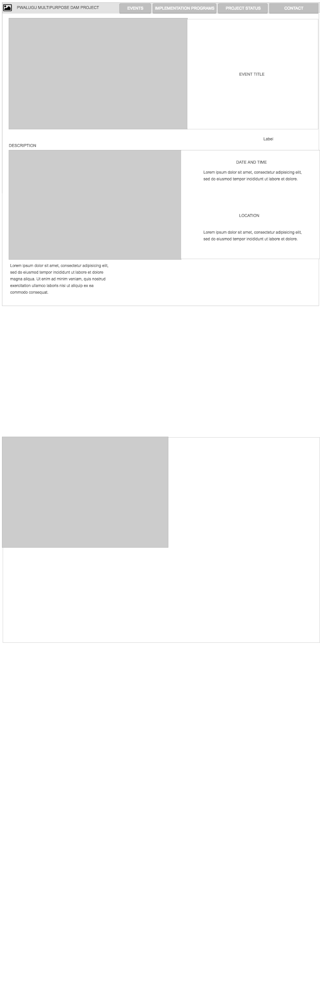 PWALUGU MULTIPURPOSE DAM PROJECT
EVENTS
IMPLEMENTATION PROGRAMS
PROJECT STATUS
CONTACT
EVENT TITLE
Label
DESCRIPTION
DATE AND TIME
Lorem ipsum dolor sit amet, consectetur adipisicing elit,
sed do eiusmod tempor incididunt ut labore et dolore.
LOCATION
Lorem ipsum dolor sit amet, consectetur adipisicing elit,
sed do eiusmod tempor incididunt ut labore et dolore.
Lorem ipsum dolor sit amet, consectetur adipisicing elit,
sed do eiusmod tempor incididunt ut labore et dolore
magna aliqua. Ut enim ad minim veniam, quis nostrud
exercitation ullamco laboris nisi ut aliquip ex ea
commodo consequat.